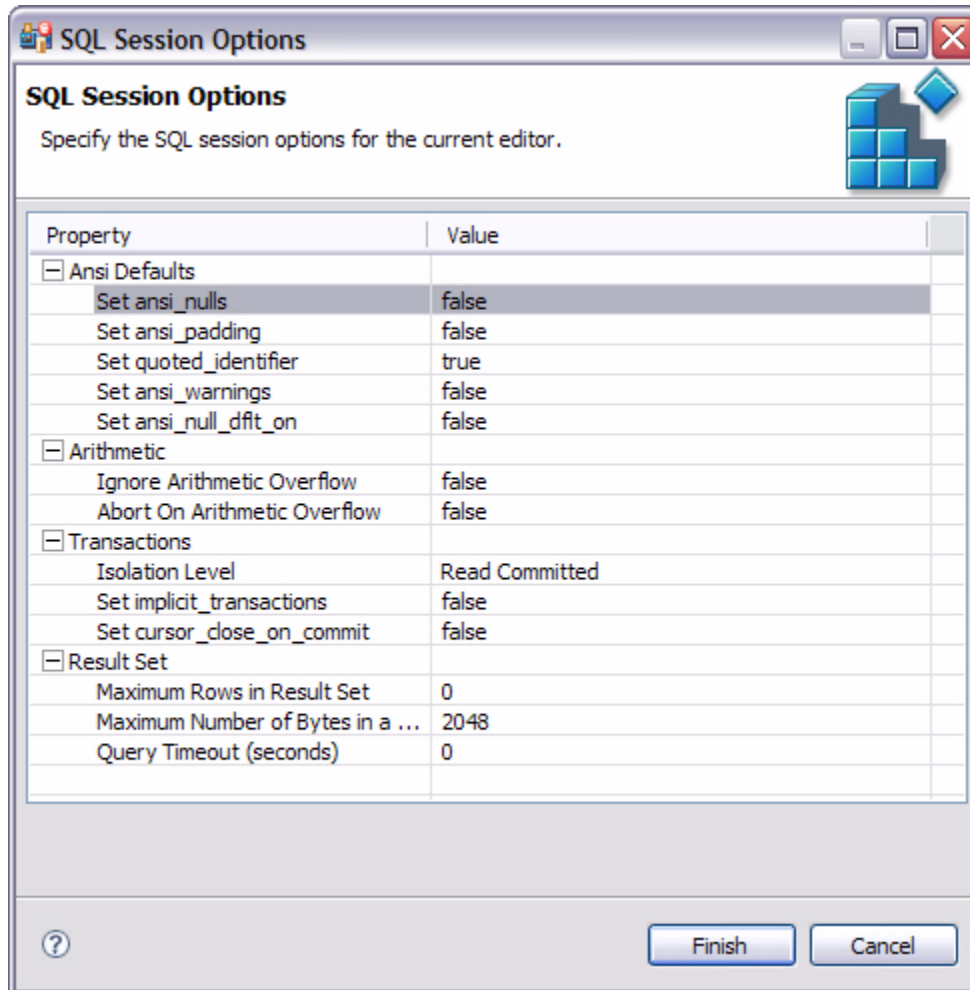 SQL Session Options
SQL Session Options
Specify the SQL session options for the current editor.
Property Value
Ansi Defaults
Set ansi_nulls false
Set ansi_padding false
Set quoted_identifier true
Set ansi_warnings false
Set ansi_null_dflt_on false
Arithmetic
Ignore Arithmetic Overflow false
Abort On Arithmetic Overflow false
Transactions
Isolation Level Read Committed
Set implicit_transactions false
Set cursor_close_on_commit false
Result Set
Maximum Rows in Result Set 0
Maximum Number of Bytes in a ... 2048
Query Timeout (seconds) 0
? Finish Cancel